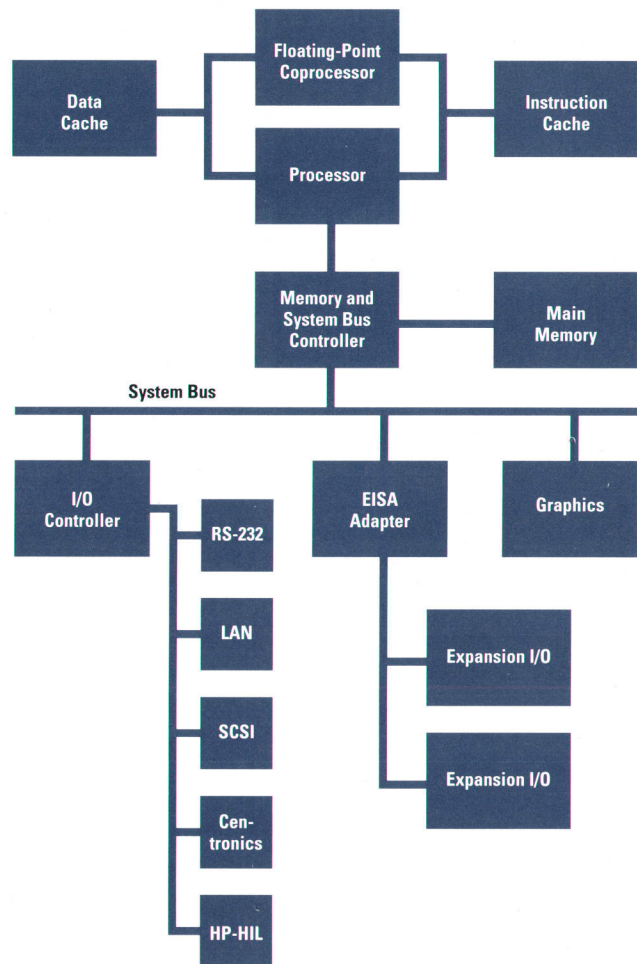 Floating-Point
Coprocessor
Data
Cache
Instruction
Cache
Processor
Memory and
System Bus
Controller
Main
Memory
System Bus
I/O
Controller
EISA
Adapter
Graphics
RS-232
LAN
Expansion I/O
SCSI
Expansion I/O
Cen-
tronics
HP-HIL